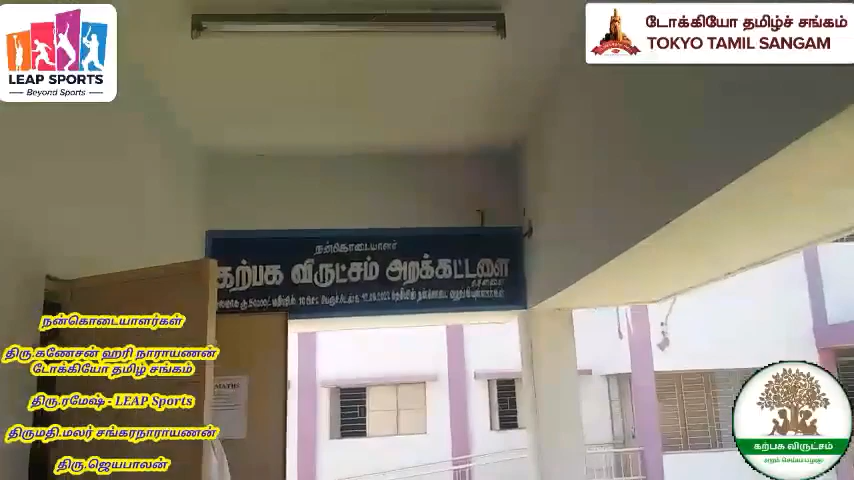 LEAP SPORTS
Beyond Sports
டோக்கியோ தமிழ்ச் சங்கம்
TOKYO TAMIL SANGAM
நன்கொடையாளர்
கற்பக விருட்சம் அறக்கட்டளை
நன்கொடையாளர்கள்
திரு.கணேசன் ஹரி நாராயணன்
டோக்கியோ தமிழ் சங்கம்
திரு.ரமேஷ் - LEAP Sports
திருமதி.மலர் சங்கரநாராயணன்
திரு.ஜெயபாலன்
MATHS
கற்பக விருட்சம்